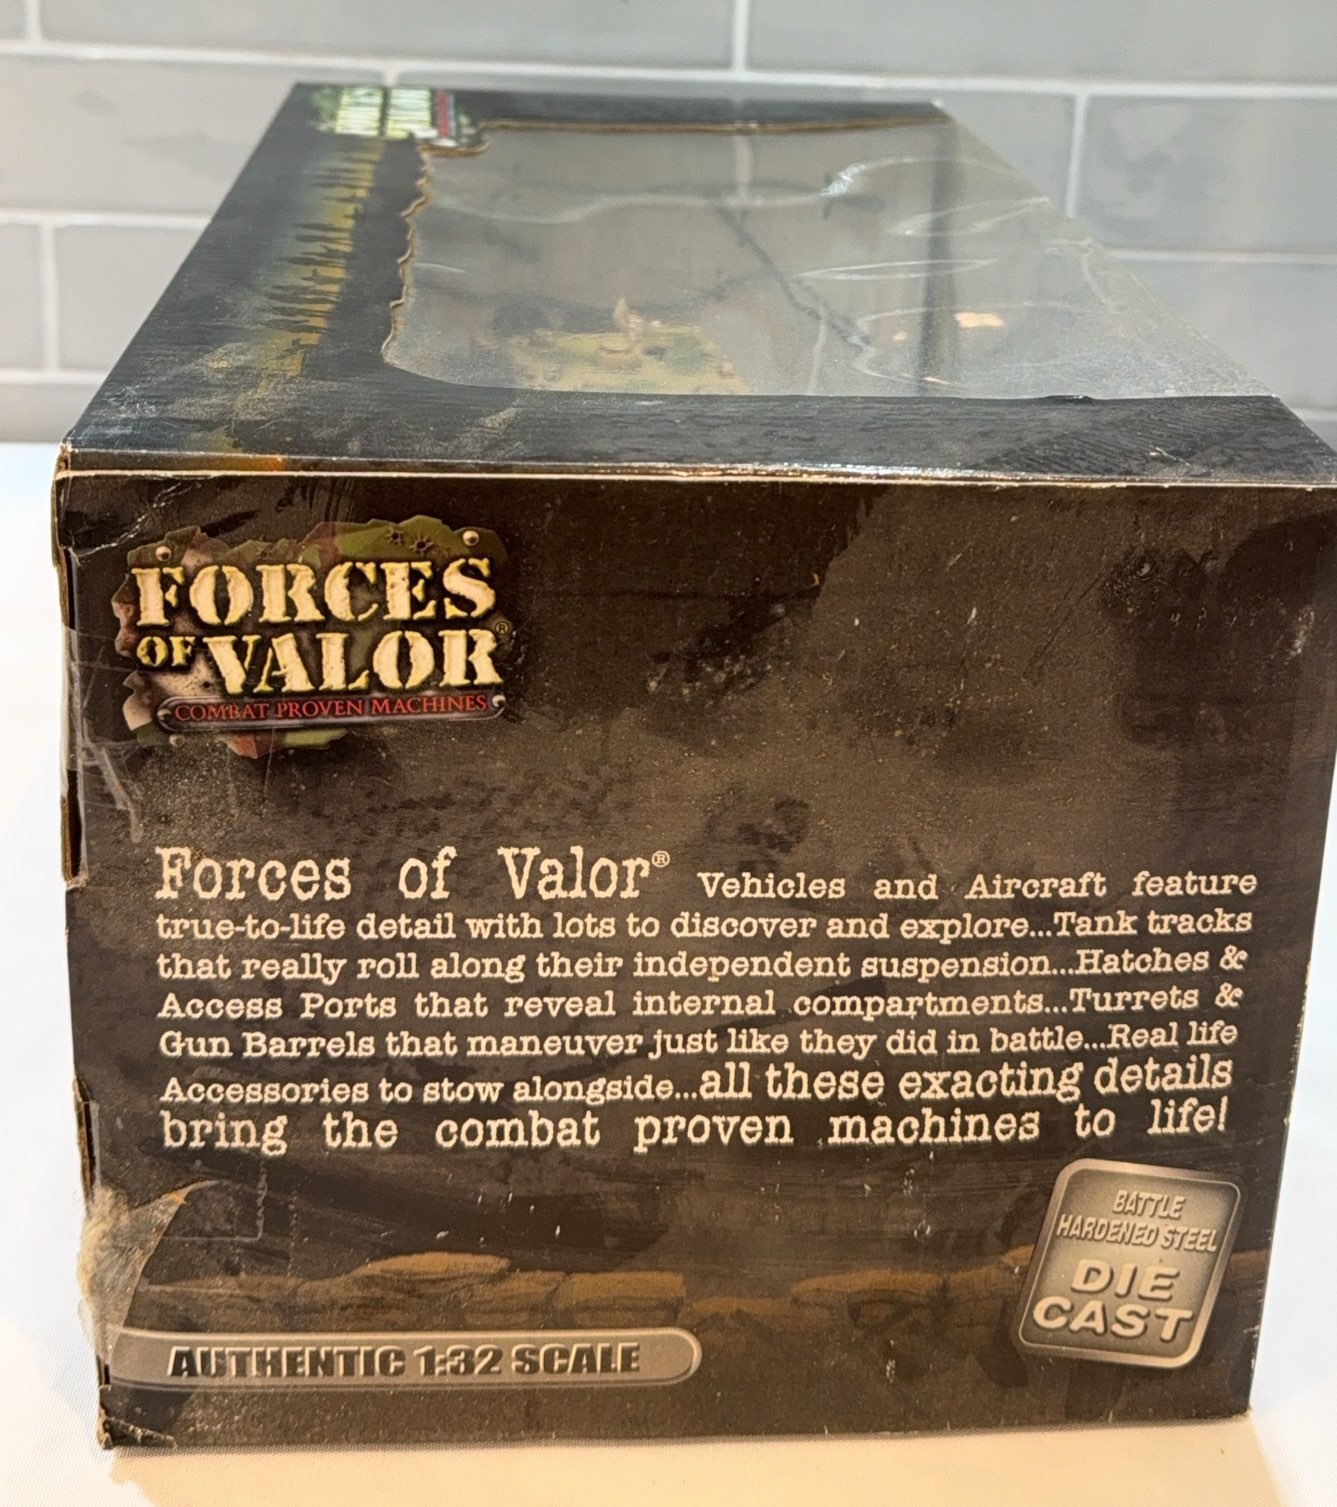 FORCES
OF VALOR®
COMBAT PROVEN MACHINES
Forces of Valor® Vehicles and Aircraft feature
true-to-life detail with lots to discover and explore...Tank tracks
that really roll along their independent suspension...Hatches &
Access Ports that reveal internal compartments...Turrets &
Gun Barrels that maneuver just like they did in battle...Real life
Accessories to stow alongside...all these exacting details
bring the combat proven machines to life!
BATTLE
HARDENED STEEL
DIE
CAST
AUTHENTIC 1:32 SCALE